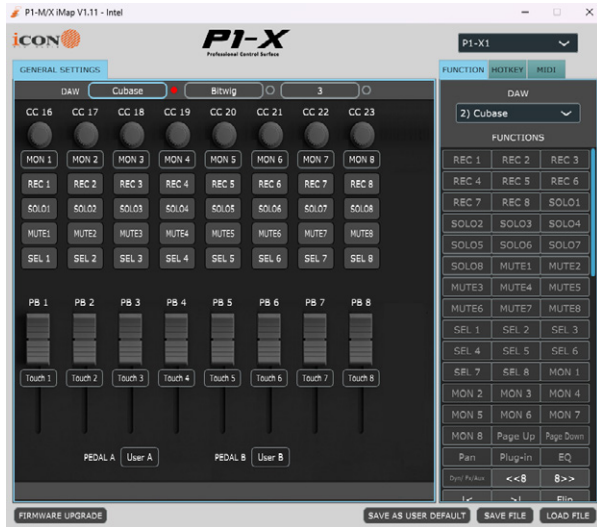 P1-M/X iMap V1.11 - Intel
iCON
P1-X
Professional Control Surface
P1-X1
GENERAL SETTINGS
FUNCTION HOTKEY MIDI
DAW Cubase Bitwig 3
CC 16 CC 17 CC 18 CC 19 CC 20 CC 21 CC 22 CC 23
MON 1 MON 2 MON 3 MON 4 MON 5 MON 6 MON 7 MON 8
REC 1 REC 2 REC 3 REC 4 REC 5 REC 6 REC 7 REC 8
SOLO1 SOLO2 SOLO3 SOLO4 SOLO5 SOLO6 SOLO7 SOLO8
MUTE1 MUTE2 MUTE3 MUTE4 MUTE5 MUTE6 MUTE7 MUTE8
SEL 1 SEL 2 SEL 3 SEL 4 SEL 5 SEL 6 SEL 7 SEL 8
PB 1 PB 2 PB 3 PB 4 PB 5 PB 6 PB 7 PB 8
Touch 1 Touch 2 Touch 3 Touch 4 Touch 5 Touch 6 Touch 7 Touch 8
PEDAL A User A PEDAL B User B
DAW
2) Cubase
FUNCTIONS
REC 1 REC 2 REC 3
REC 4 REC 5 REC 6
REC 7 REC 8 SOLO1
SOLO2 SOLO3 SOLO4
SOLO5 SOLO6 SOLO7
SOLO8 MUTE1 MUTE2
MUTE3 MUTE4 MUTE5
MUTE6 MUTE7 MUTE8
SEL 1 SEL 2 SEL 3
SEL 4 SEL 5 SEL 6
SEL 7 SEL 8 MON 1
MON 2 MON 3 MON 4
MON 5 MON 6 MON 7
MON 8 Page Up Page Down
Pan Plug-in EQ
Dyn/ Fx/Aux <<8 8>>
|< >| Flip
FIRMWARE UPGRADE SAVE AS USER DEFAULT SAVE FILE LOAD FILE